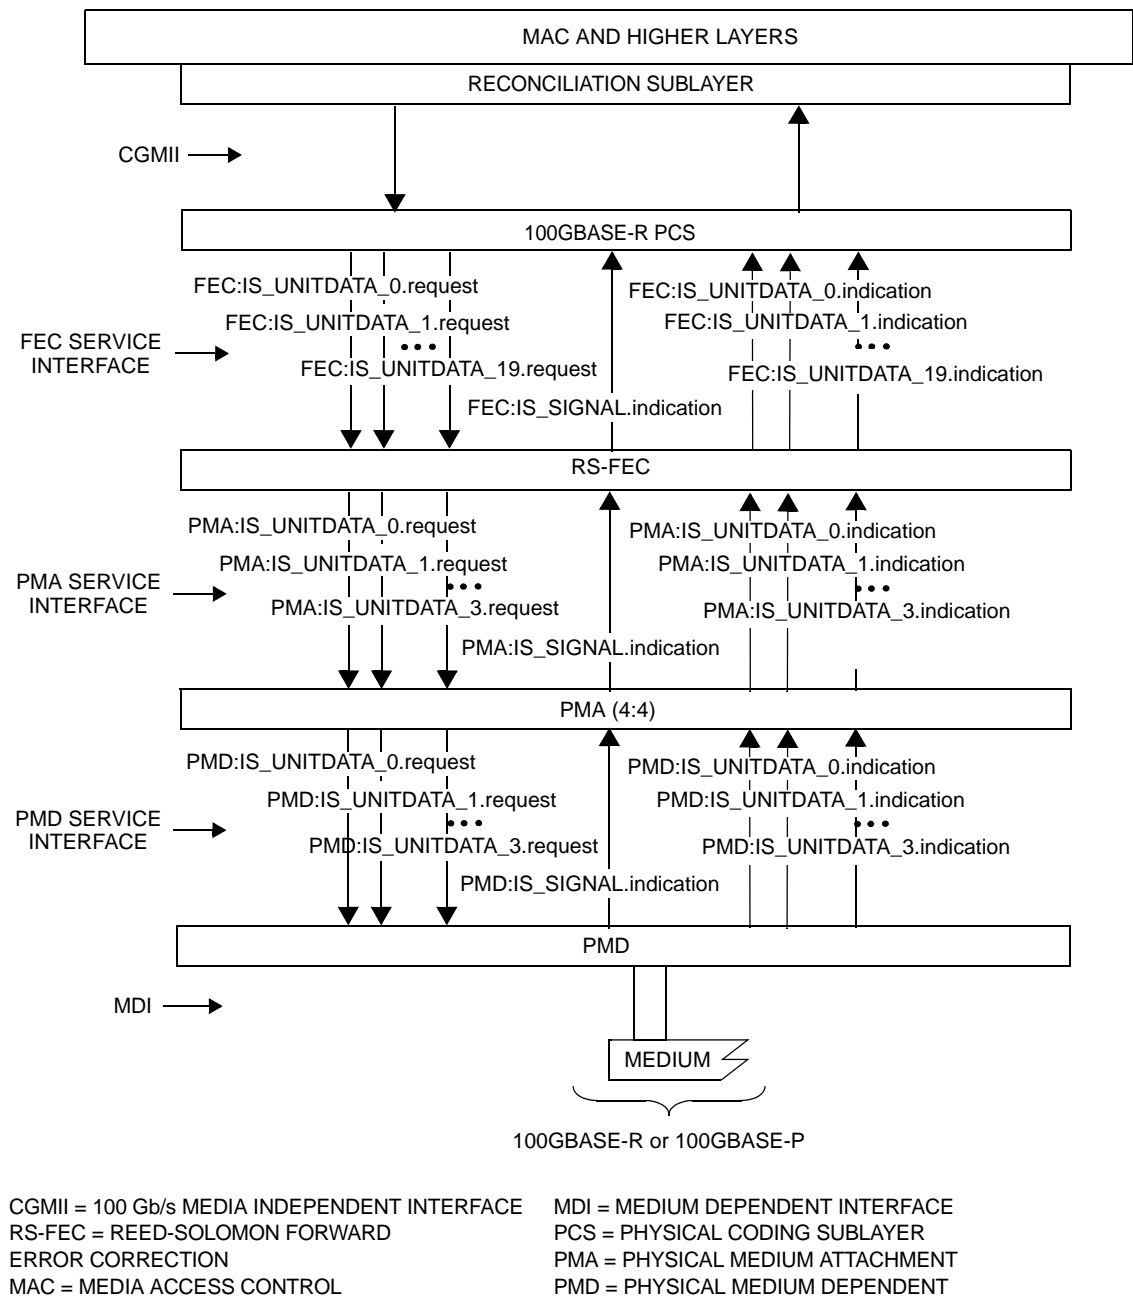 MAC AND HIGHER LAYERS
RECONCILIATION SUBLAYER
CGMII
100GBASE-R PCS
FEC:IS_UNITDATA_0.request
FEC:IS_UNITDATA_0.indication
FEC:IS_UNITDATA_1.request
FEC:IS_UNITDATA_1.indication
FEC SERVICE
INTERFACE
FEC:IS_UNITDATA_19.request
FEC:IS_UNITDATA_19.indication
FEC:IS_SIGNAL.indication
RS-FEC
PMA:IS_UNITDATA_0.request
PMA:IS_UNITDATA_0.indication
PMA:IS_UNITDATA_1.request
PMA:IS_UNITDATA_1.indication
PMA SERVICE
INTERFACE
PMA:IS_UNITDATA_3.request
PMA:IS_UNITDATA_3.indication
PMA:IS_SIGNAL.indication
PMA (4:4)
PMD:IS_UNITDATA_0.request
PMD:IS_UNITDATA_0.indication
PMD:IS_UNITDATA_1.request
PMD:IS_UNITDATA_1.indication
PMD SERVICE
INTERFACE
PMD:IS_UNITDATA_3.request
PMD:IS_UNITDATA_3.indication
PMD:IS_SIGNAL.indication
PMD
MDI
MEDIUM
100GBASE-R or 100GBASE-P
CGMII = 100 Gb/s MEDIA INDEPENDENT INTERFACE
RS-FEC = REED-SOLOMON FORWARD
ERROR CORRECTION
MAC = MEDIA ACCESS CONTROL
MDI = MEDIUM DEPENDENT INTERFACE
PCS = PHYSICAL CODING SUBLAYER
PMA = PHYSICAL MEDIUM ATTACHMENT
PMD = PHYSICAL MEDIUM DEPENDENT